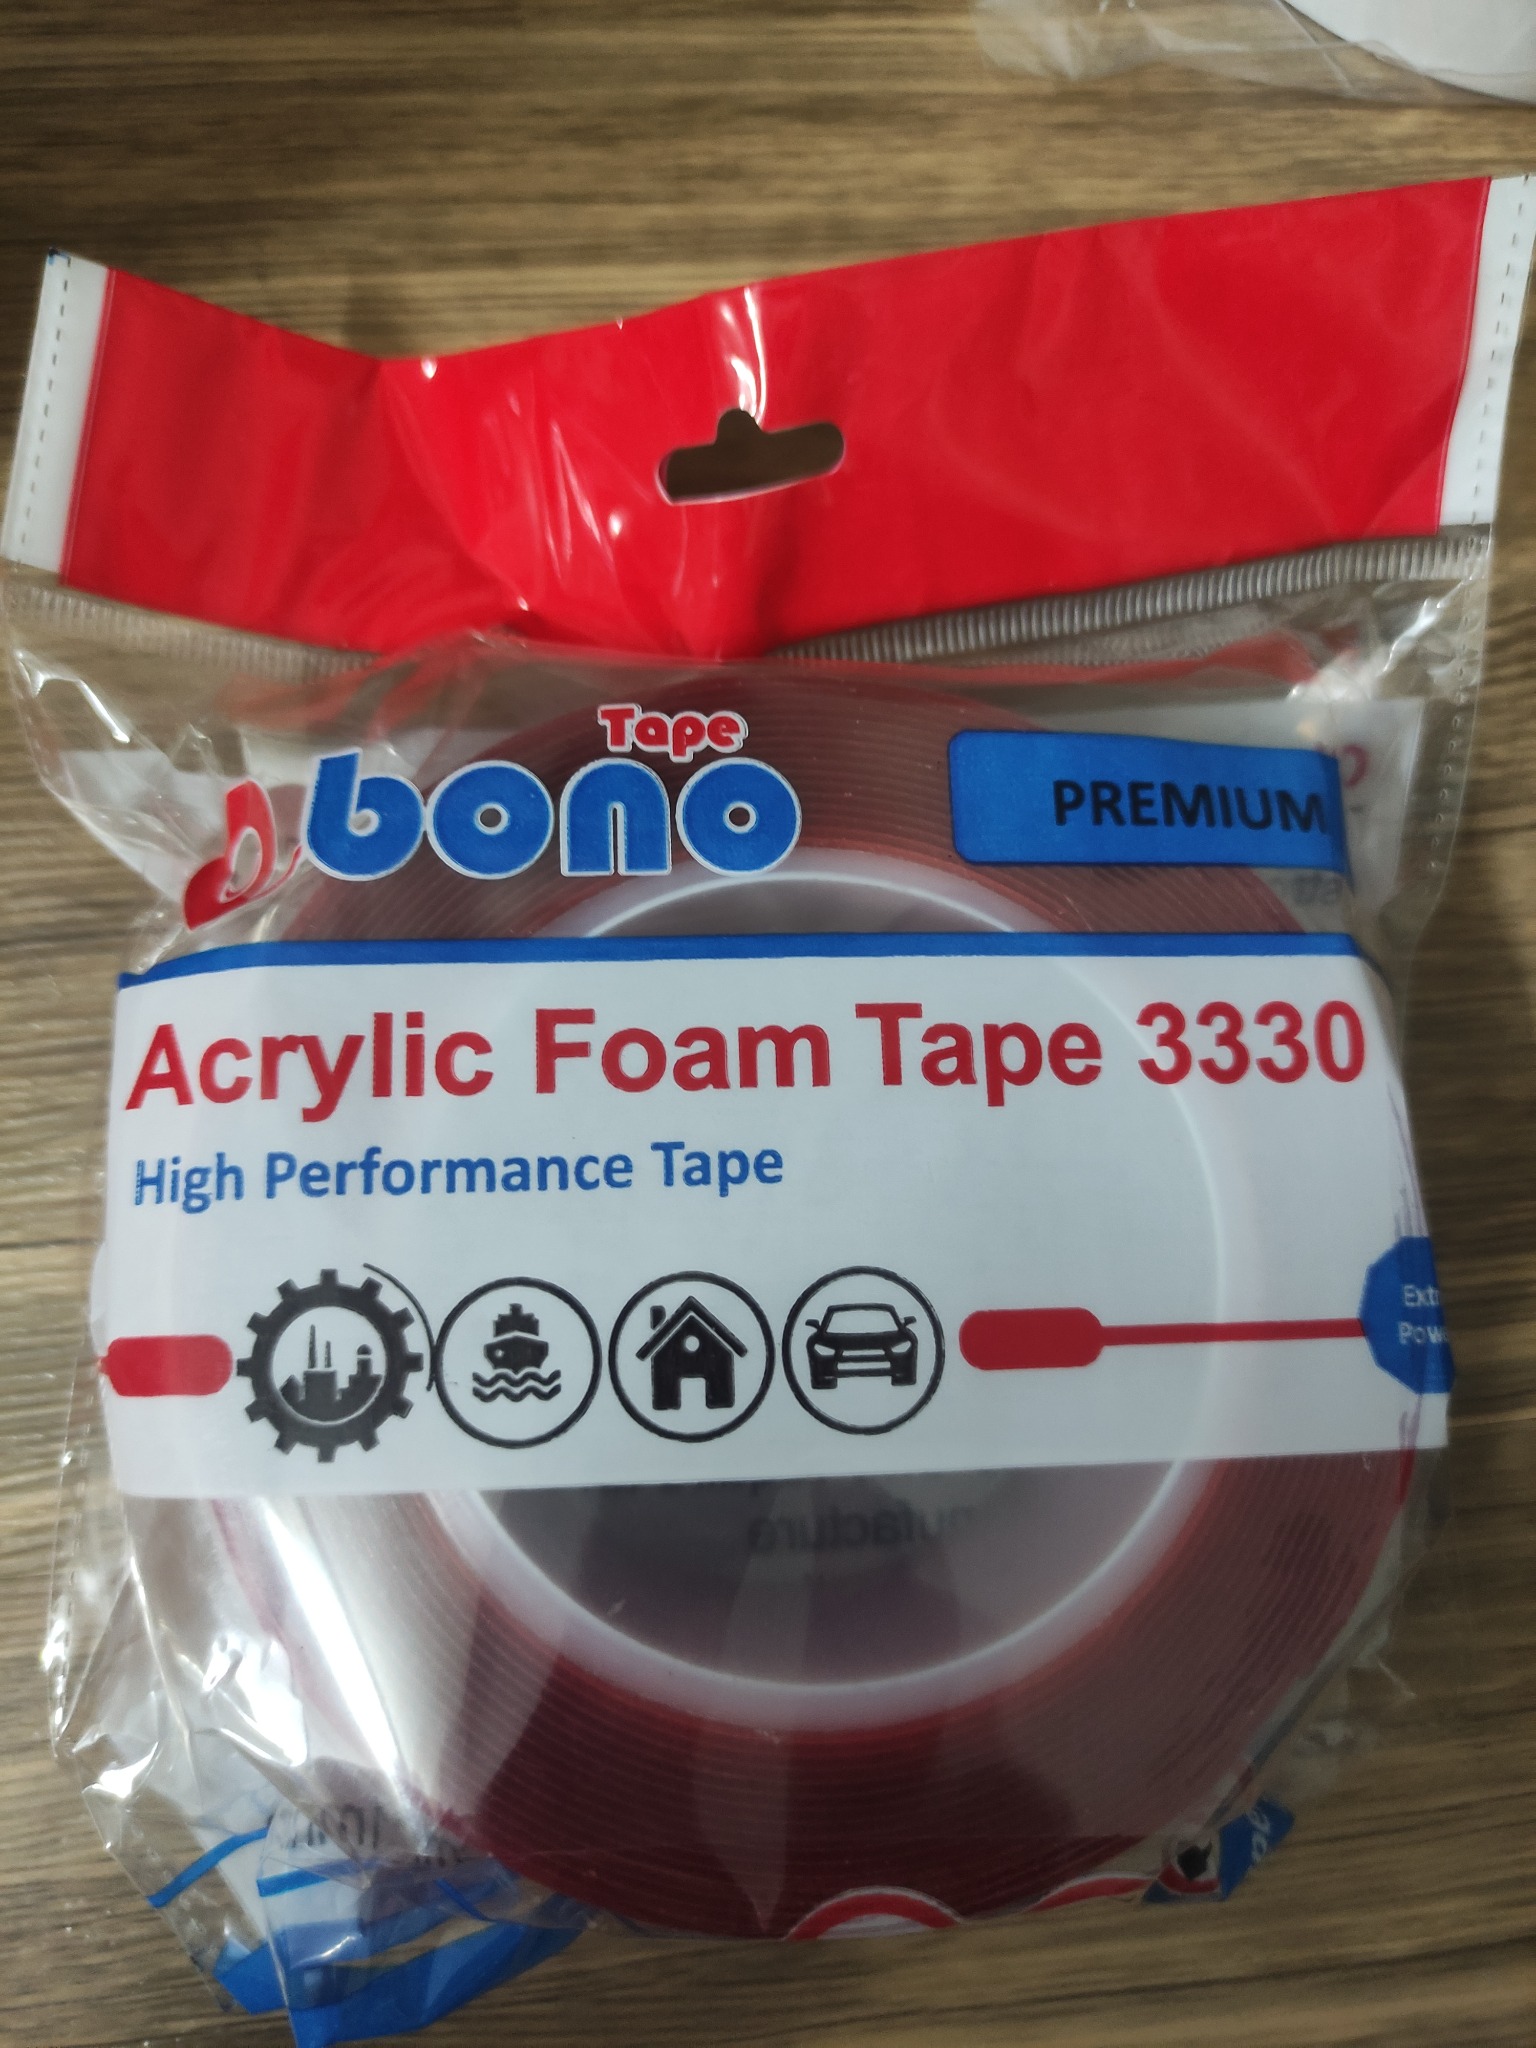 Tape
bono
PREMIUM
Acrylic Foam Tape 3330
High Performance Tape